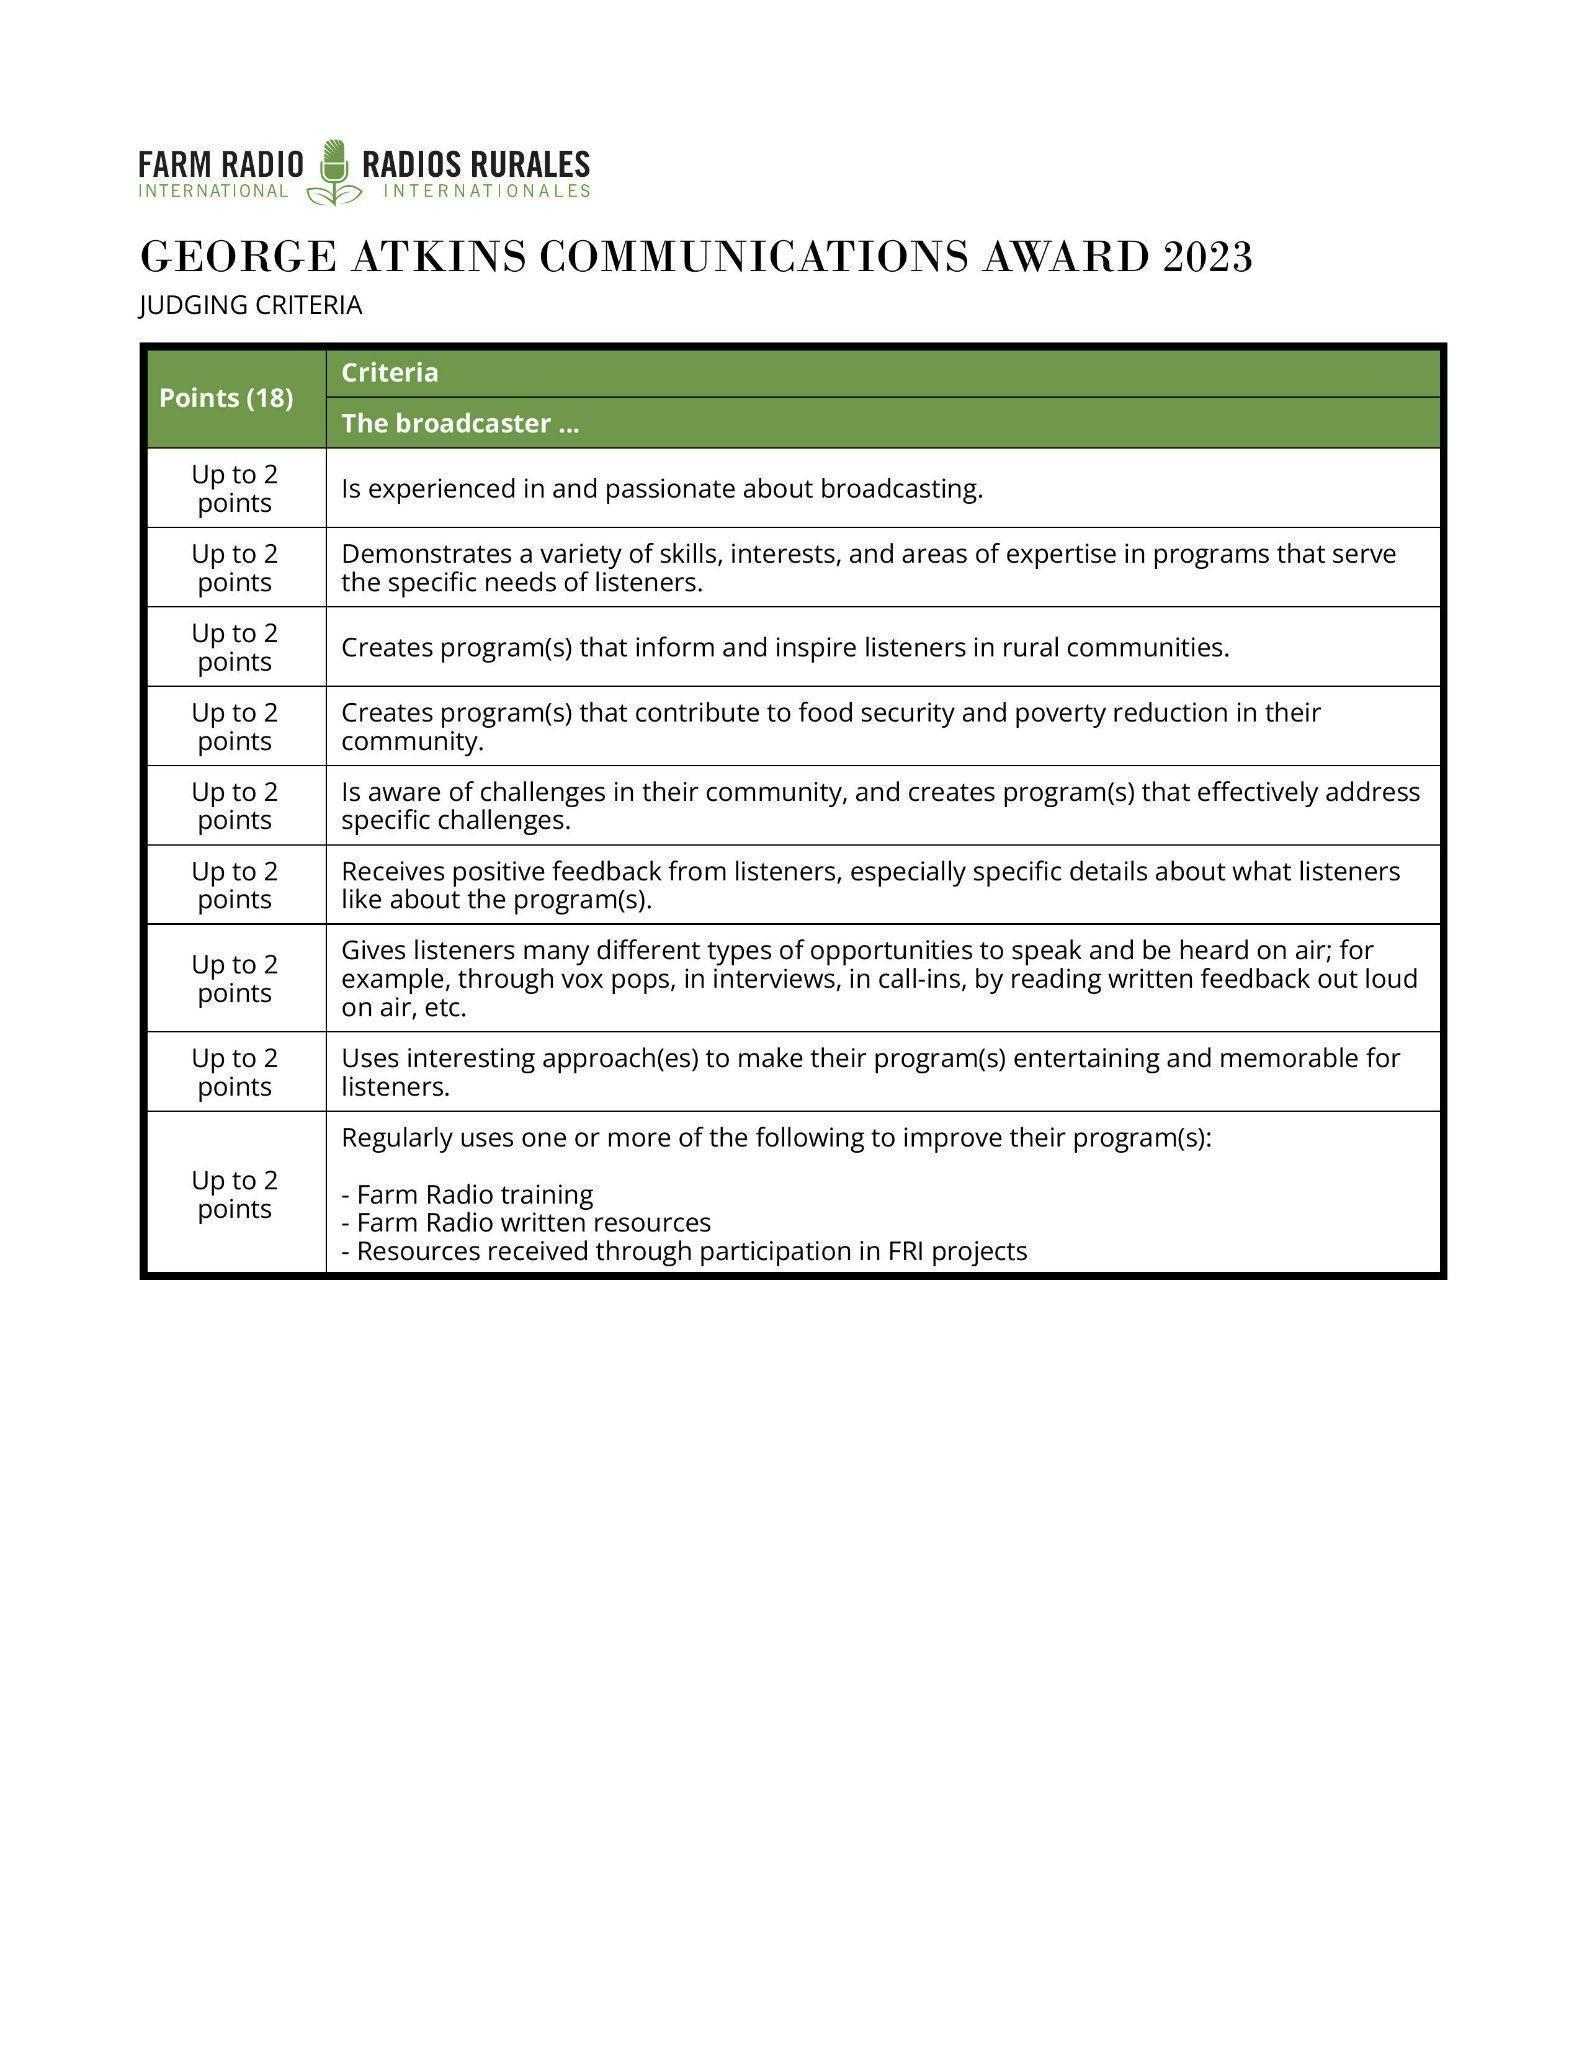 FARM RADIO RADIOS RURALES
INTERNATIONAL INTERNATIONALES
GEORGE ATKINS COMMUNICATIONS AWARD 2023
JUDGING CRITERIA
Points (18)
Criteria
The broadcaster ...
Up to 2
points
Is experienced in and passionate about broadcasting.
Up to 2
points
Demonstrates a variety of skills, interests, and areas of expertise in programs that serve
the specific needs of listeners.
Up to 2
points
Creates program(s) that inform and inspire listeners in rural communities.
Up to 2
points
Creates program(s) that contribute to food security and poverty reduction in their
community.
Up to 2
points
Is aware of challenges in their community, and creates program(s) that effectively address
specific challenges.
Up to 2
points
Receives positive feedback from listeners, especially specific details about what listeners
like about the program(s).
Up to 2
points
Gives listeners many different types of opportunities to speak and be heard on air; for
example, through vox pops, in interviews, in call-ins, by reading written feedback out loud
on air, etc.
Up to 2
points
Uses interesting approach(es) to make their program(s) entertaining and memorable for
listeners.
Up to 2
points
Regularly uses one or more of the following to improve their program(s):
- Farm Radio training
- Farm Radio written resources
- Resources received through participation in FRI projects